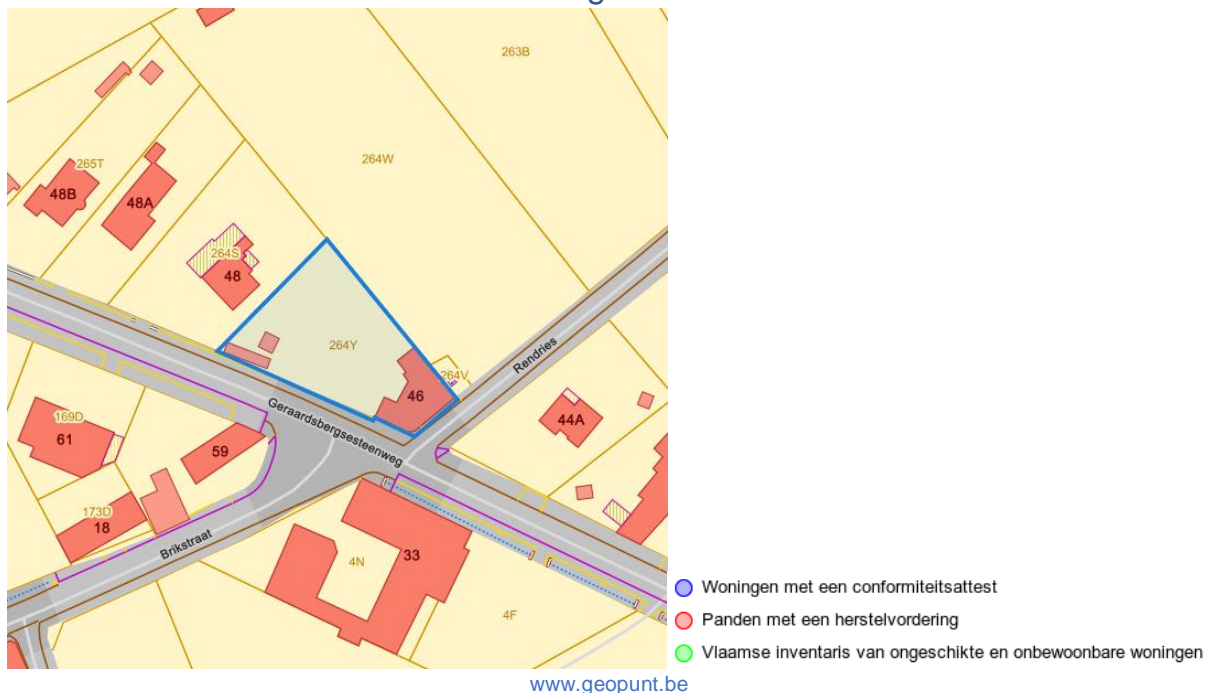 263B
264W
265T
48B
48A
264S
48
264Y
Rendries
264V
46
44A
Geraardsbergsesteenweg
169D
61
59
173D
18
Brikstraat
33
4N
4F
Woningen met een conformiteitsattest
Panden met een herstelvordering
Vlaamse inventaris van ongeschikte en onbewoonbare woningen
www.geopunt.be